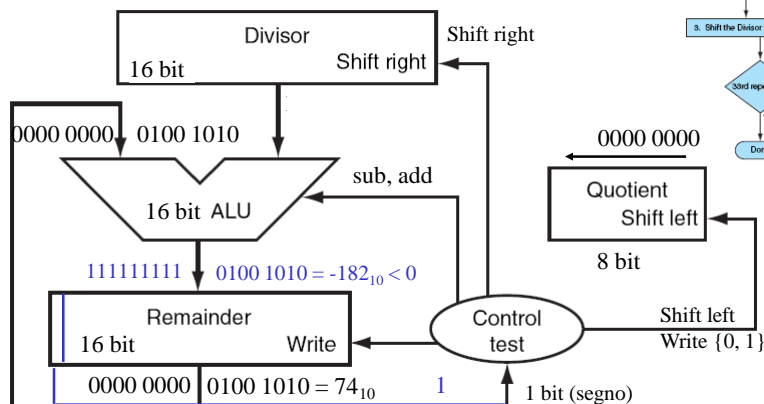 Divisor
16 bit
Shift right
Shift right
3. Shift the Divisor
33rd repe
Don
0000 0000 0100 1010
0000 0000
sub, add
16 bit ALU
Quotient
Shift left
8 bit
111111111 0100 1010 = -182₁₀ < 0
Remainder
16 bit
Write
Control
test
Shift left
Write {0, 1}
0000 0000 0100 1010 = 74₁₀
1
1 bit (segno)